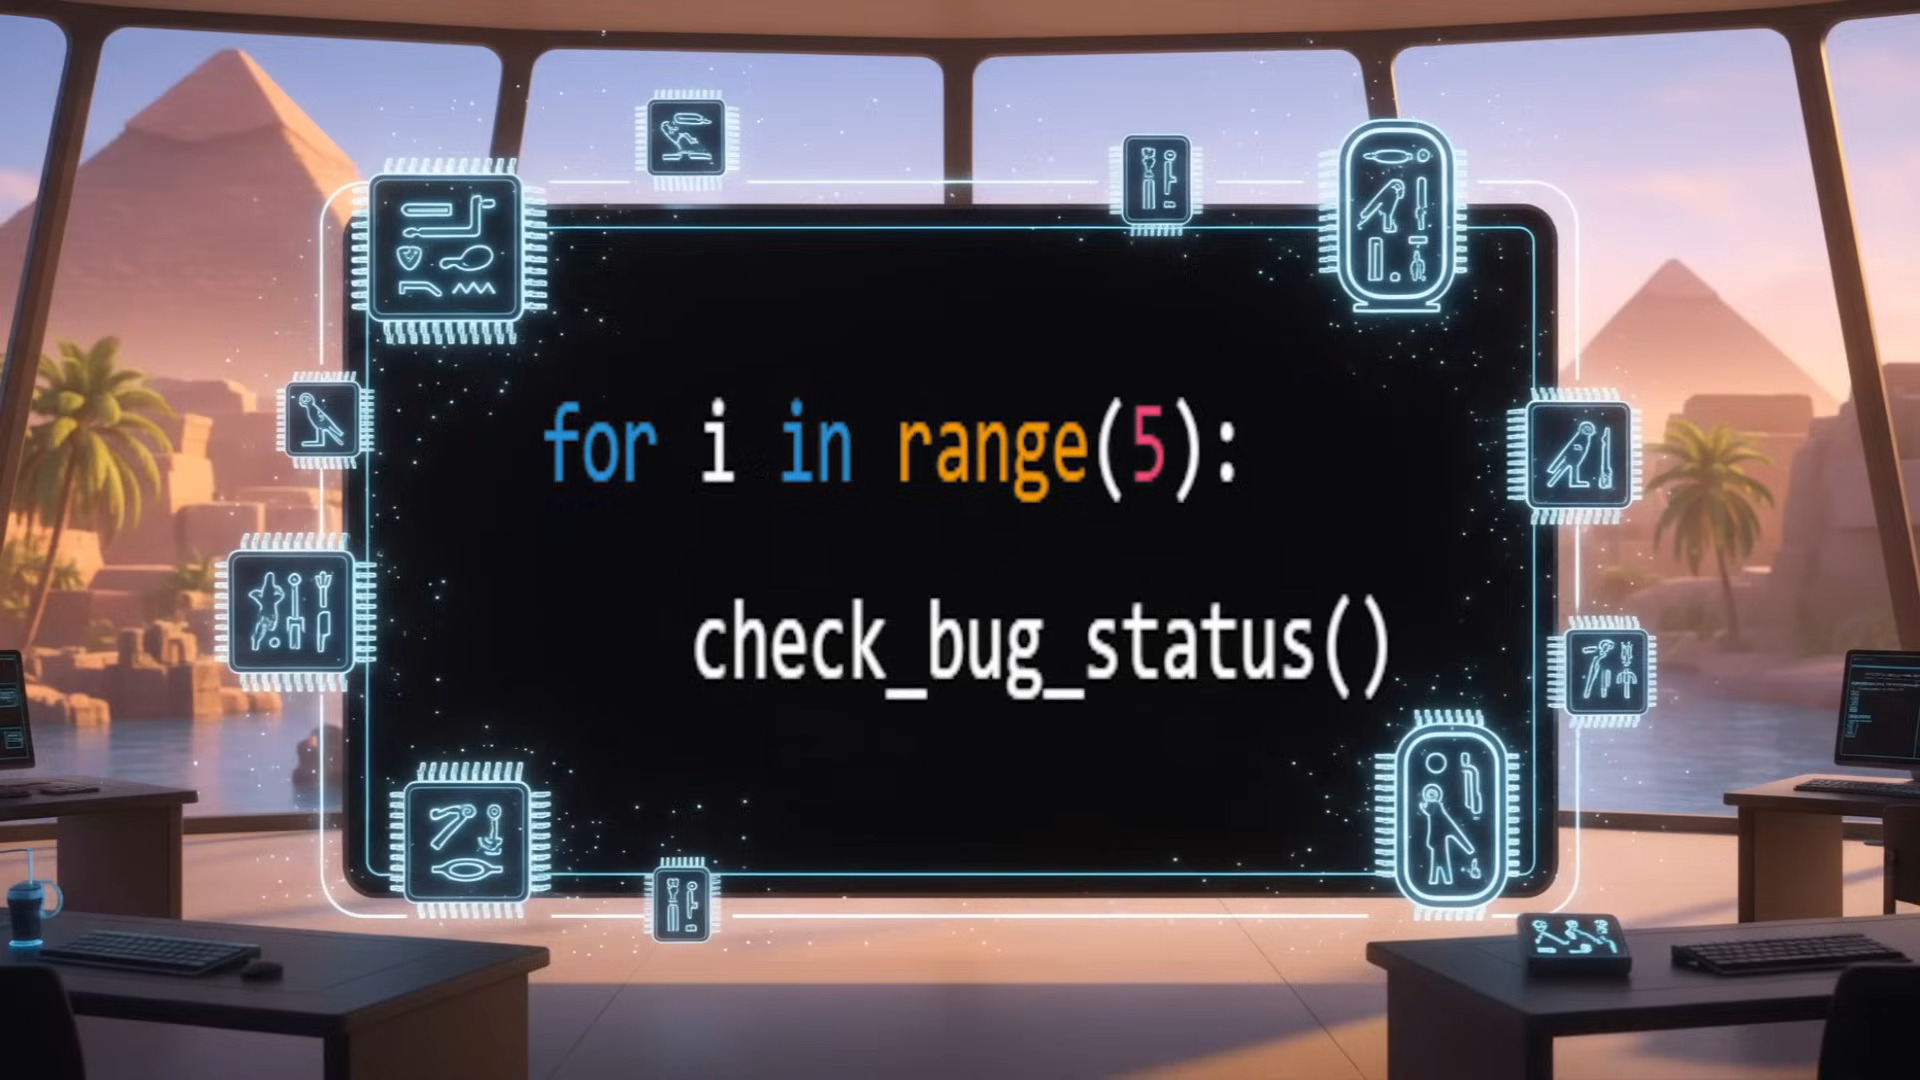 for i in range(5):
    check_bug_status()